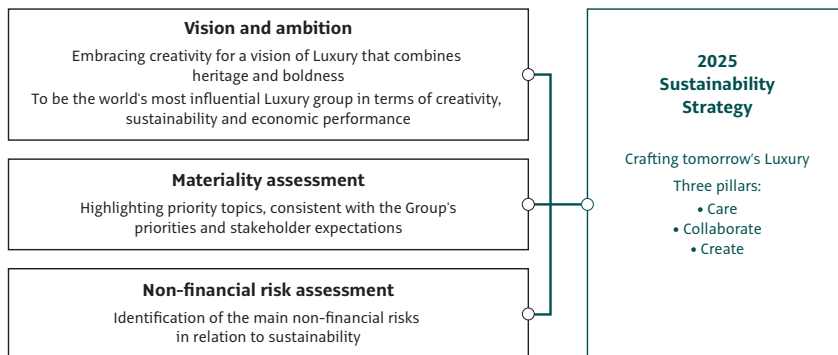 Vision and ambition
Embracing creativity for a vision of Luxury that combines
heritage and boldness
To be the world's most influential Luxury group in terms of creativity,
sustainability and economic performance
Materiality assessment
Highlighting priority topics, consistent with the Group's
priorities and stakeholder expectations
Non-financial risk assessment
Identification of the main non-financial risks
in relation to sustainability
2025
Sustainability
Strategy
Crafting tomorrow's Luxury
Three pillars:
• Care
• Collaborate
• Create